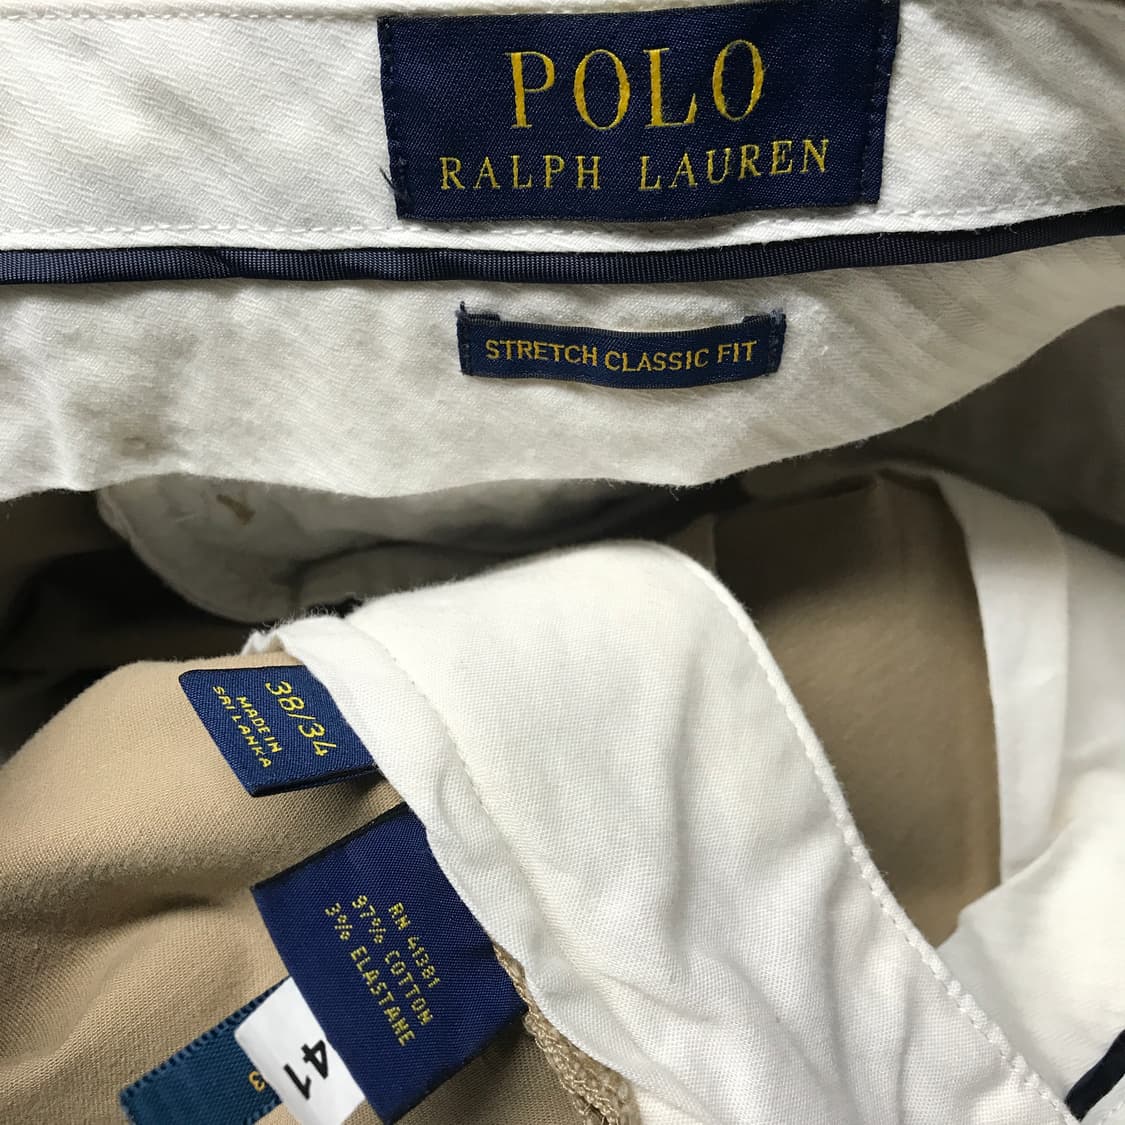 POLO
RALPH LAUREN
STRETCH CLASSIC FIT
38/34
MADE IN
SRI LANKA
RN 41381
97% COTTON
3% ELASTANE
41
3